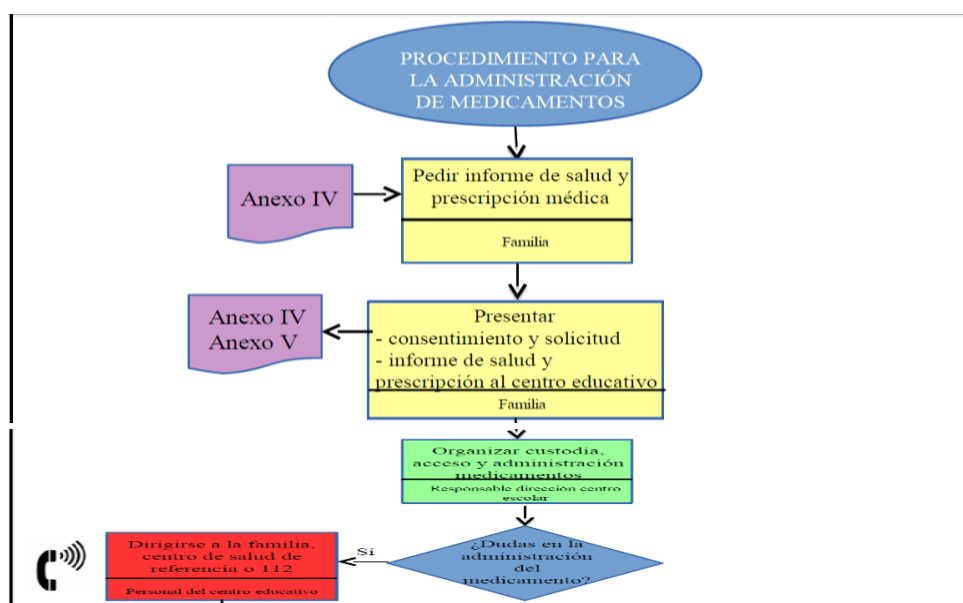 PROCEDIMIENTO PARA
LA ADMINISTRACIÓN
DE MEDICAMENTOS
Anexo IV
Pedir informe de salud y
prescripción médica
Familia
Anexo IV
Anexo V
Presentar
- consentimiento y solicitud
- informe de salud y
prescripción al centro educativo
Familia
Organizar custodia,
acceso y administración
medicamentos
Responsable dirección centro
escolar
¿Dudas en la
administración
del
medicamento?
Sí
Dirigirse a la familia,
centro de salud de
referencia o 112
Personal del centro educativo